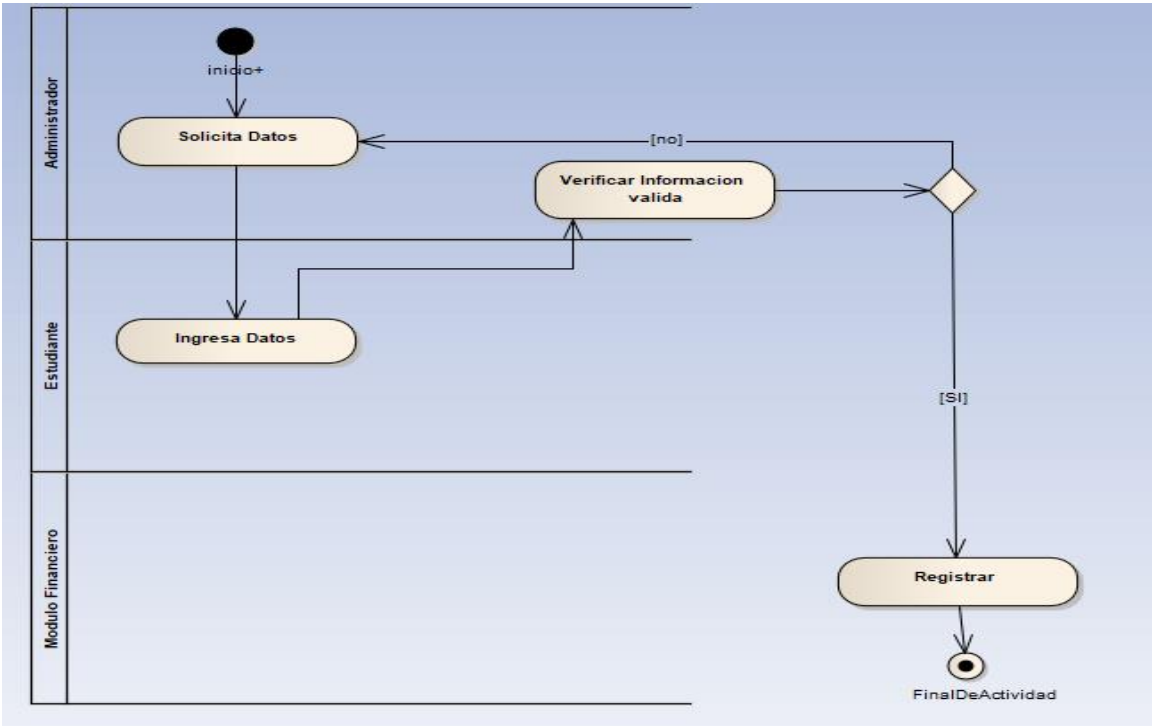 Administrador
inicio+
Solicita Datos
[no]
Verificar Informacion
valida
Estudiante
Ingresa Datos
[SI]
Modulo Financiero
Registrar
FinalDeActividad